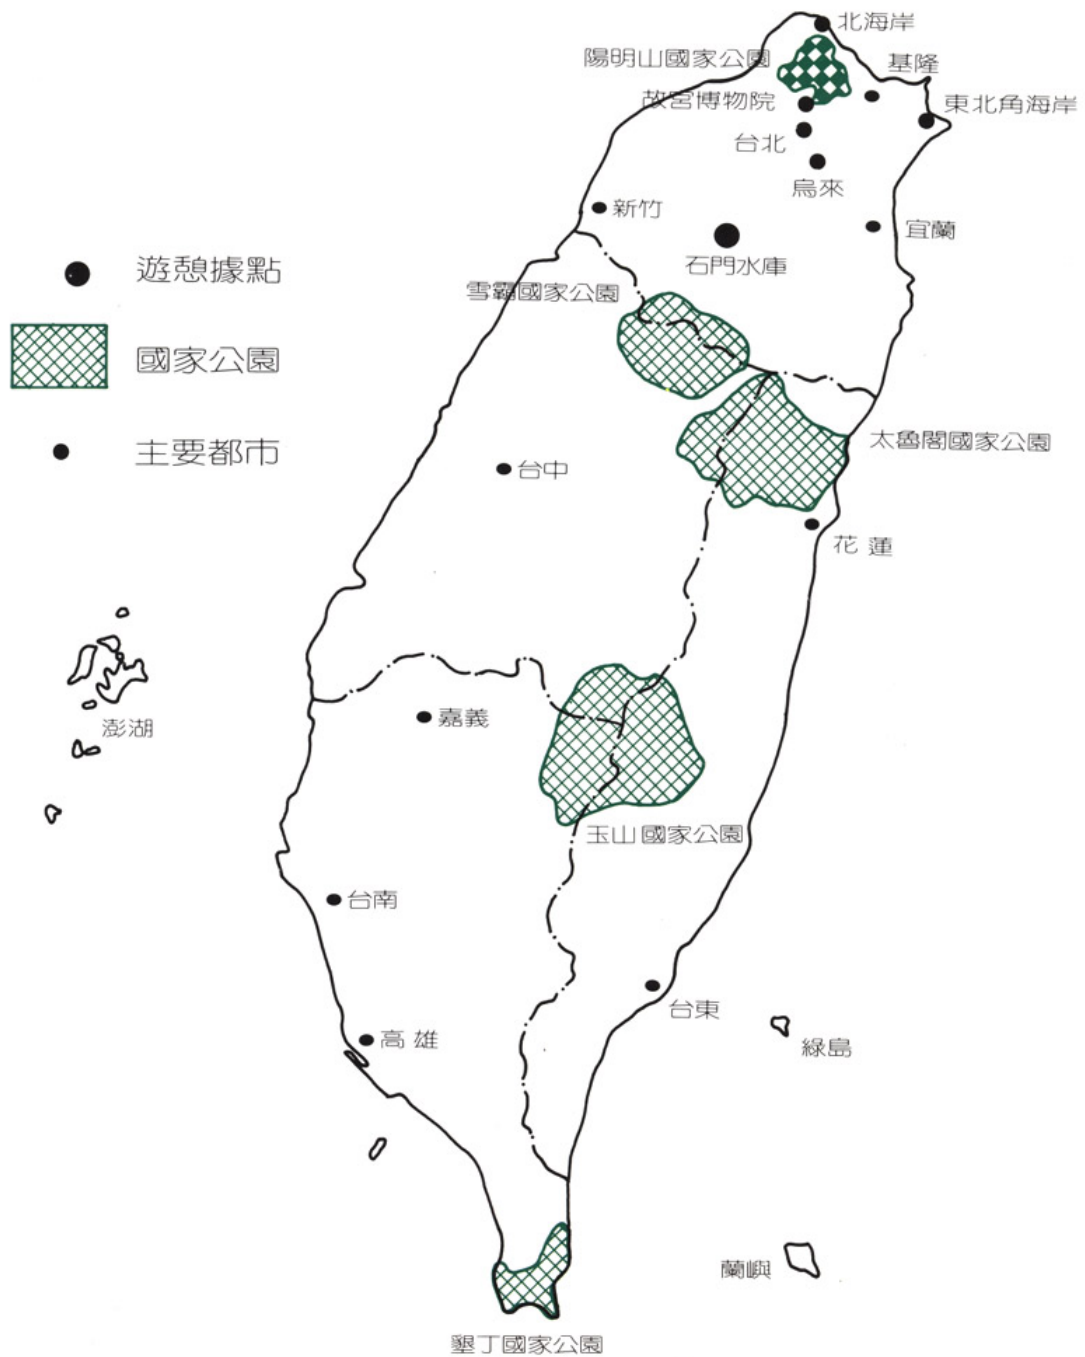 北海岸
陽明山國家公園
基隆
故宮博物院
東北角海岸
台北
烏來
新竹
宜蘭
石門水庫
遊憩據點
雪霸國家公園
國家公園
太魯閣國家公園
主要都市
台中
花蓮
嘉義
澎湖
玉山國家公園
台南
台東
高雄
綠島
蘭嶼
墾丁國家公園